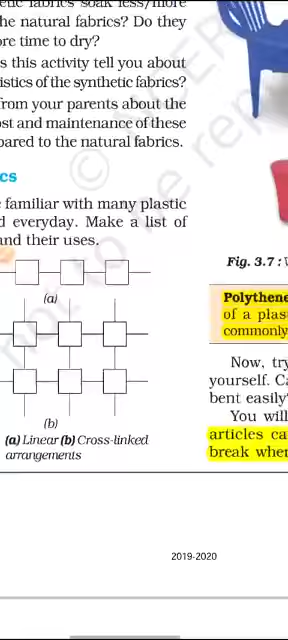 he natural fabrics? Do they
ore time to dry?
s this activity tell you about
istics of the synthetic fabrics?
from your parents about the
ost and maintenance of these
pared to the natural fabrics.
cs
familiar with many plastic
d everyday. Make a list of
and their uses.
(a)
(b)
(a) Linear (b) Cross-linked
arrangements
Fig. 3.7 :
Polythene
of a plas
commonly
Now, try
yourself. Ca
bent easily
You will
articles ca
break when
2019-2020